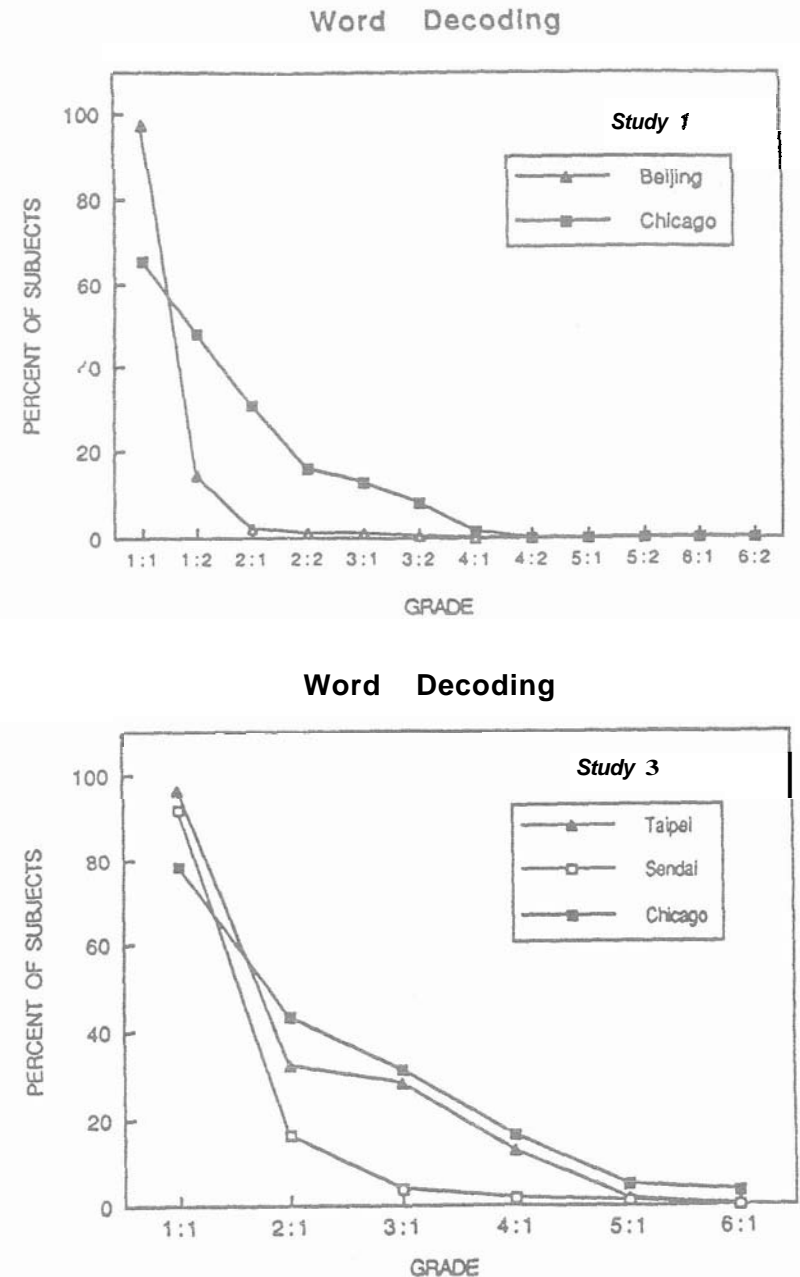 Word Decoding
Study 1
Beijing
Chicago
PERCENT OF SUBJECTS
100
80
60
40
20
0
1:1 1:2 2:1 2:2 3:1 3:2 4:1 4:2 5:1 5:2 6:1 6:2
GRADE
Word Decoding
Study 3
Taipei
Sendai
Chicago
PERCENT OF SUBJECTS
100
80
60
40
20
0
1:1 2:1 3:1 4:1 5:1 6:1
GRADE